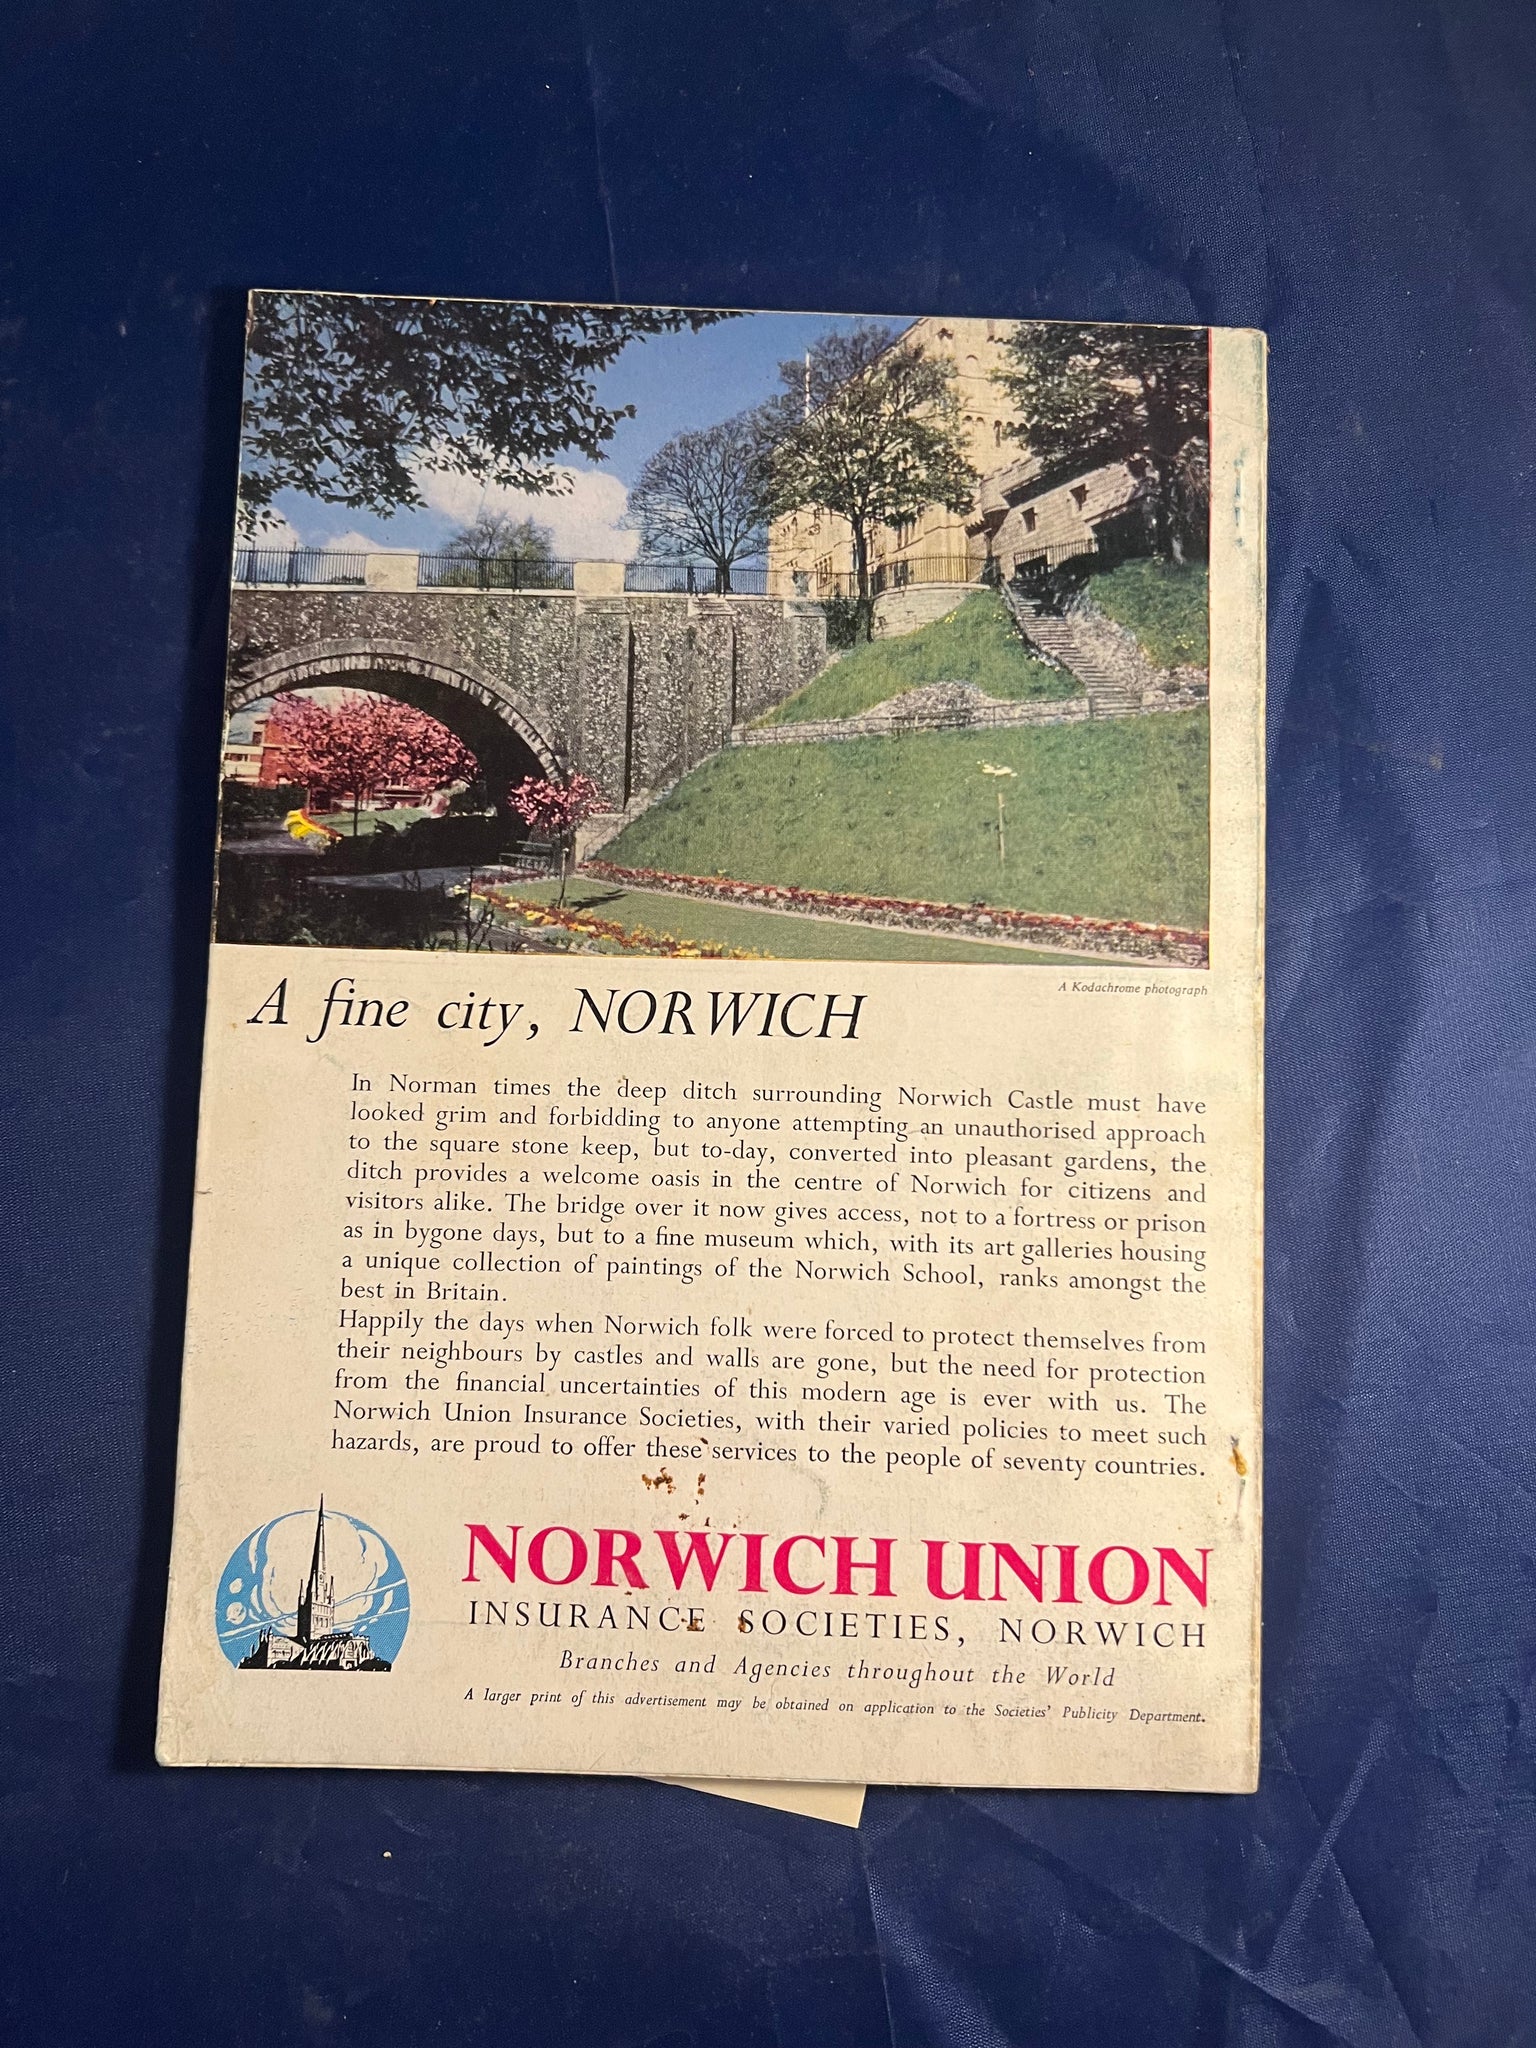 A Kodachrome photograph
A fine city, NORWICH
In Norman times the deep ditch surrounding Norwich Castle must have
looked grim and forbidding to anyone attempting an unauthorised approach
to the square stone keep, but to-day, converted into pleasant gardens, the
ditch provides a welcome oasis in the centre of Norwich for citizens and
visitors alike. The bridge over it now gives access, not to a fortress or prison
as in bygone days, but to a fine museum which, with its art galleries housing
a unique collection of paintings of the Norwich School, ranks amongst the
best in Britain.
Happily the days when Norwich folk were forced to protect themselves from
their neighbours by castles and walls are gone, but the need for protection
from the financial uncertainties of this modern age is ever with us. The
Norwich Union Insurance Societies, with their varied policies to meet such
hazards, are proud to offer these services to the people of seventy countries.
NORWICH UNION
INSURANCE SOCIETIES, NORWICH
Branches and Agencies throughout the World
A larger print of this advertisement may be obtained on application to the Societies' Publicity Department.